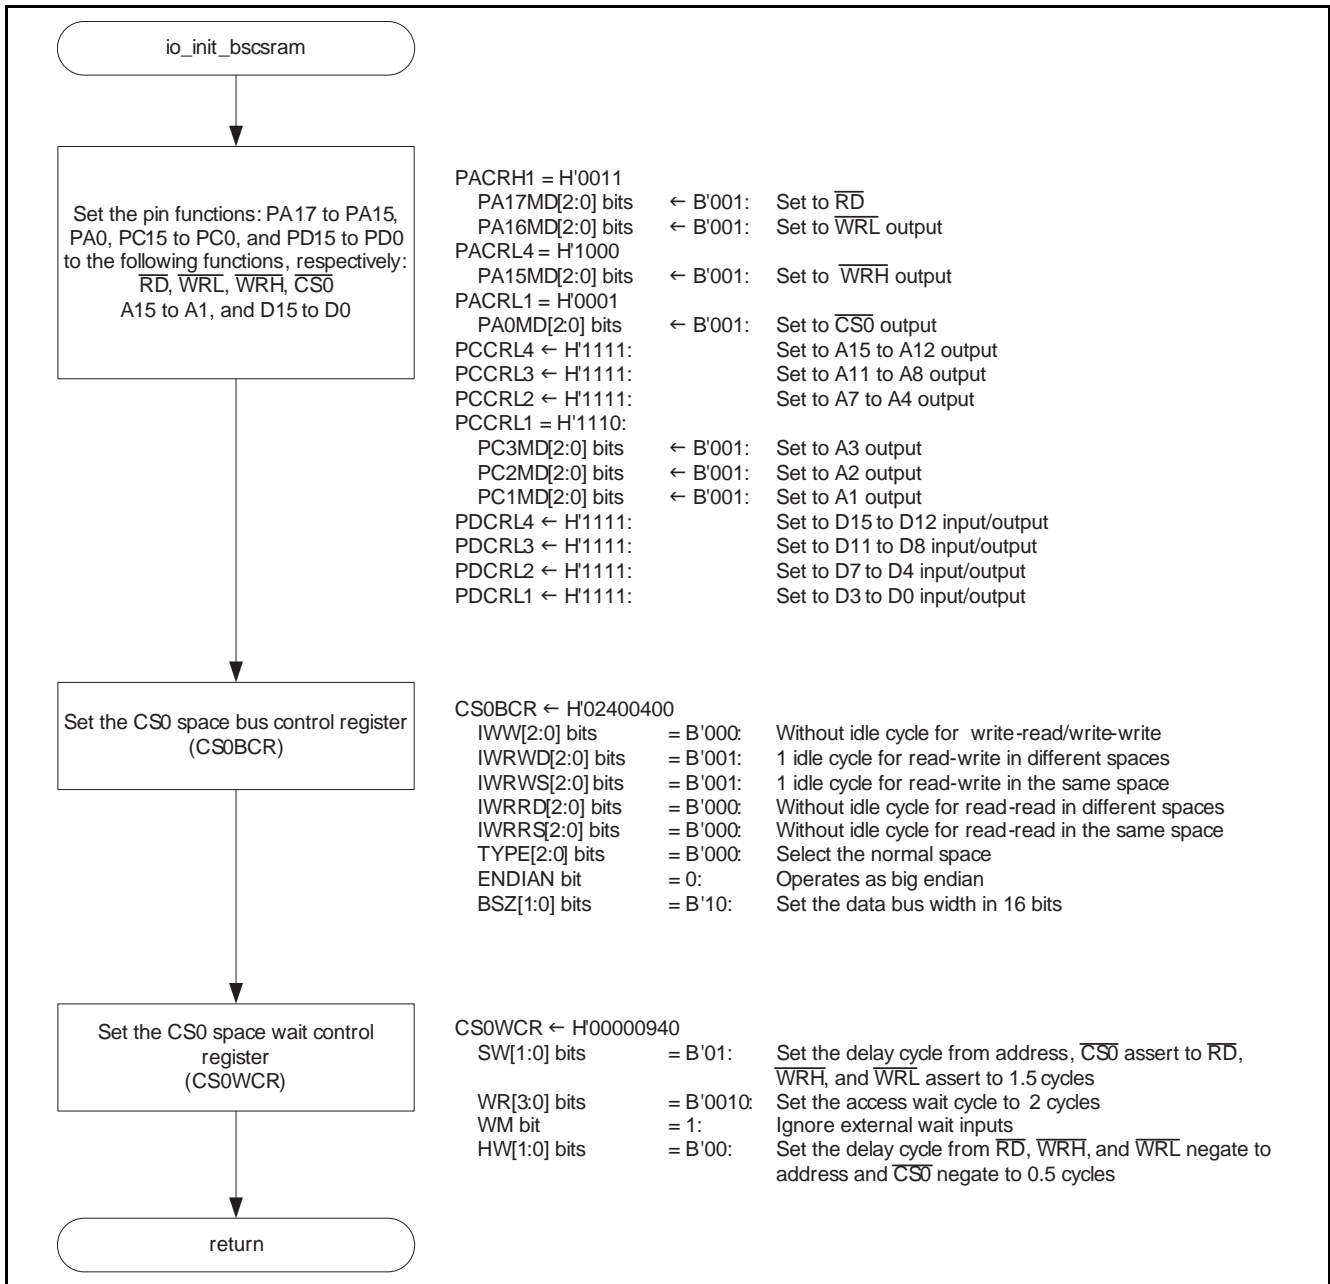 io_init_bscsram
Set the pin functions: PA17 to PA15,
PA0, PC15 to PC0, and PD15 to PD0
to the following functions, respectively:
R̅D̅, W̅R̅L̅, W̅R̅H̅, C̅S̅0̅
A15 to A1, and D15 to D0
PACRH1 = H'0011
PA17MD[2:0] bits ← B'001: Set to R̅D̅
PA16MD[2:0] bits ← B'001: Set to W̅R̅L̅ output
PACRL4 = H'1000
PA15MD[2:0] bits ← B'001: Set to W̅R̅H̅ output
PACRL1 = H'0001
PA0MD[2:0] bits ← B'001: Set to C̅S̅0̅ output
PCCRL4 ← H'1111: Set to A15 to A12 output
PCCRL3 ← H'1111: Set to A11 to A8 output
PCCRL2 ← H'1111: Set to A7 to A4 output
PCCRL1 = H'1110:
PC3MD[2:0] bits ← B'001: Set to A3 output
PC2MD[2:0] bits ← B'001: Set to A2 output
PC1MD[2:0] bits ← B'001: Set to A1 output
PDCRL4 ← H'1111: Set to D15 to D12 input/output
PDCRL3 ← H'1111: Set to D11 to D8 input/output
PDCRL2 ← H'1111: Set to D7 to D4 input/output
PDCRL1 ← H'1111: Set to D3 to D0 input/output
Set the CS0 space bus control register
(CS0BCR)
CS0BCR ← H'02400400
IWW[2:0] bits = B'000: Without idle cycle for write-read/write-write
IWRWD[2:0] bits = B'001: 1 idle cycle for read-write in different spaces
IWRWS[2:0] bits = B'001: 1 idle cycle for read-write in the same space
IWRRD[2:0] bits = B'000: Without idle cycle for read-read in different spaces
IWRRS[2:0] bits = B'000: Without idle cycle for read-read in the same space
TYPE[2:0] bits = B'000: Select the normal space
ENDIAN bit = 0: Operates as big endian
BSZ[1:0] bits = B'10: Set the data bus width in 16 bits
Set the CS0 space wait control
register
(CS0WCR)
CS0WCR ← H'00000940
SW[1:0] bits = B'01: Set the delay cycle from address, C̅S̅0̅ assert to R̅D̅,
W̅R̅H̅, and W̅R̅L̅ assert to 1.5 cycles
WR[3:0] bits = B'0010: Set the access wait cycle to 2 cycles
WM bit = 1: Ignore external wait inputs
HW[1:0] bits = B'00: Set the delay cycle from R̅D̅, W̅R̅H̅, and W̅R̅L̅ negate to
address and C̅S̅0̅ negate to 0.5 cycles
return